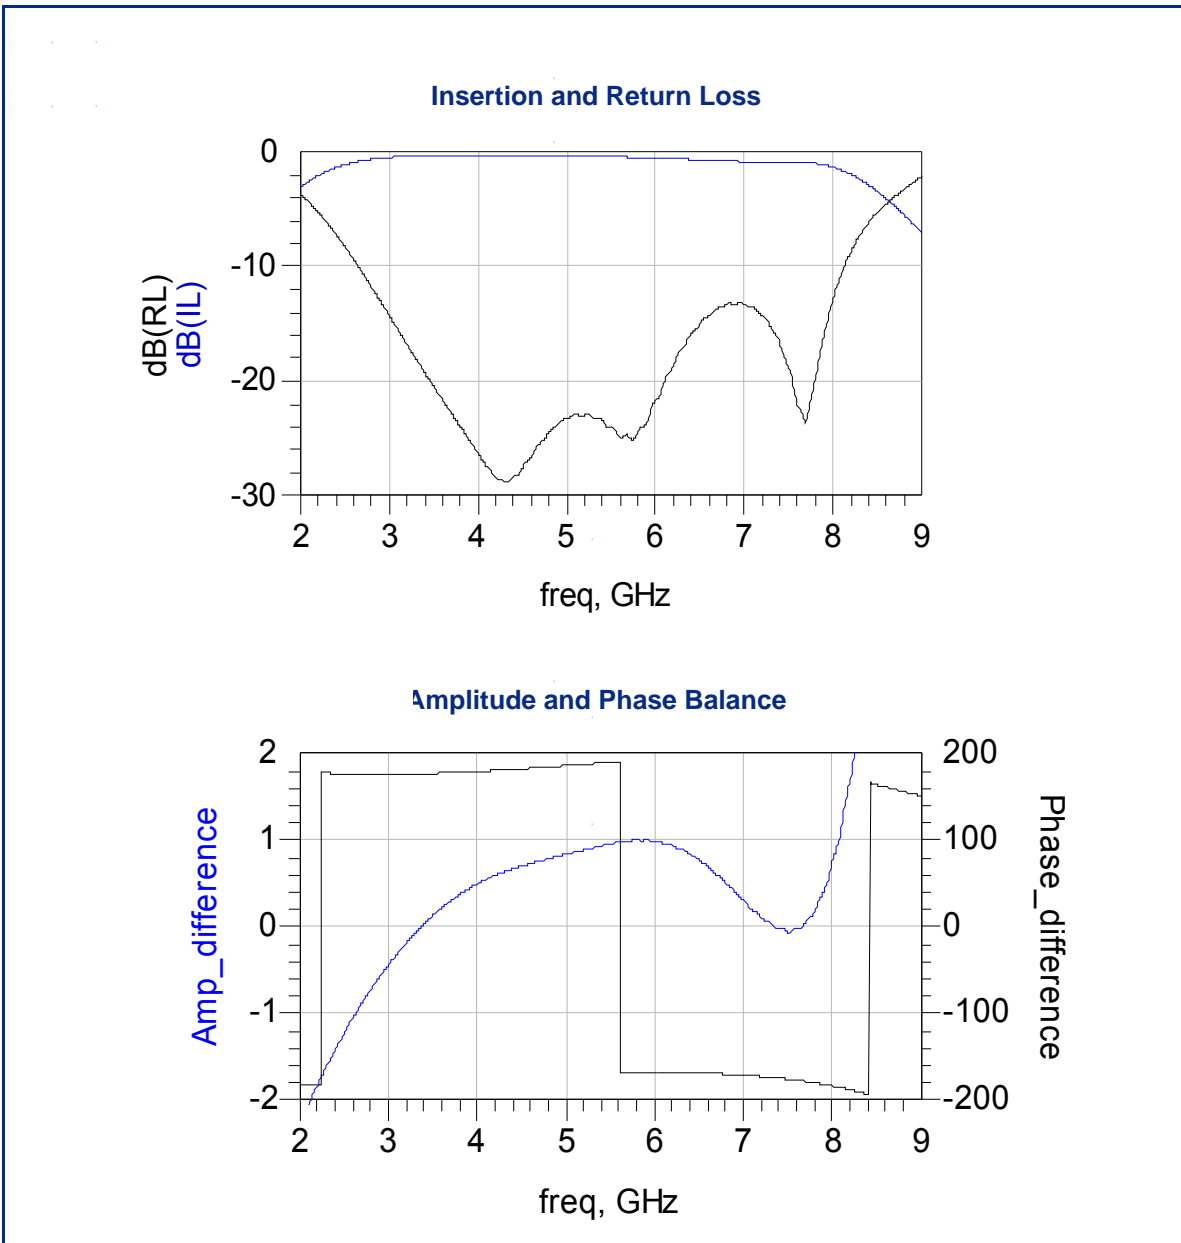 Insertion and Return Loss
0
-10
-20
-30
dB(RL)
dB(IL)
2 3 4 5 6 7 8 9
freq, GHz
Amplitude and Phase Balance
2
1
0
-1
-2
Amp_difference
200
100
0
-100
-200
Phase_difference
2 3 4 5 6 7 8 9
freq, GHz